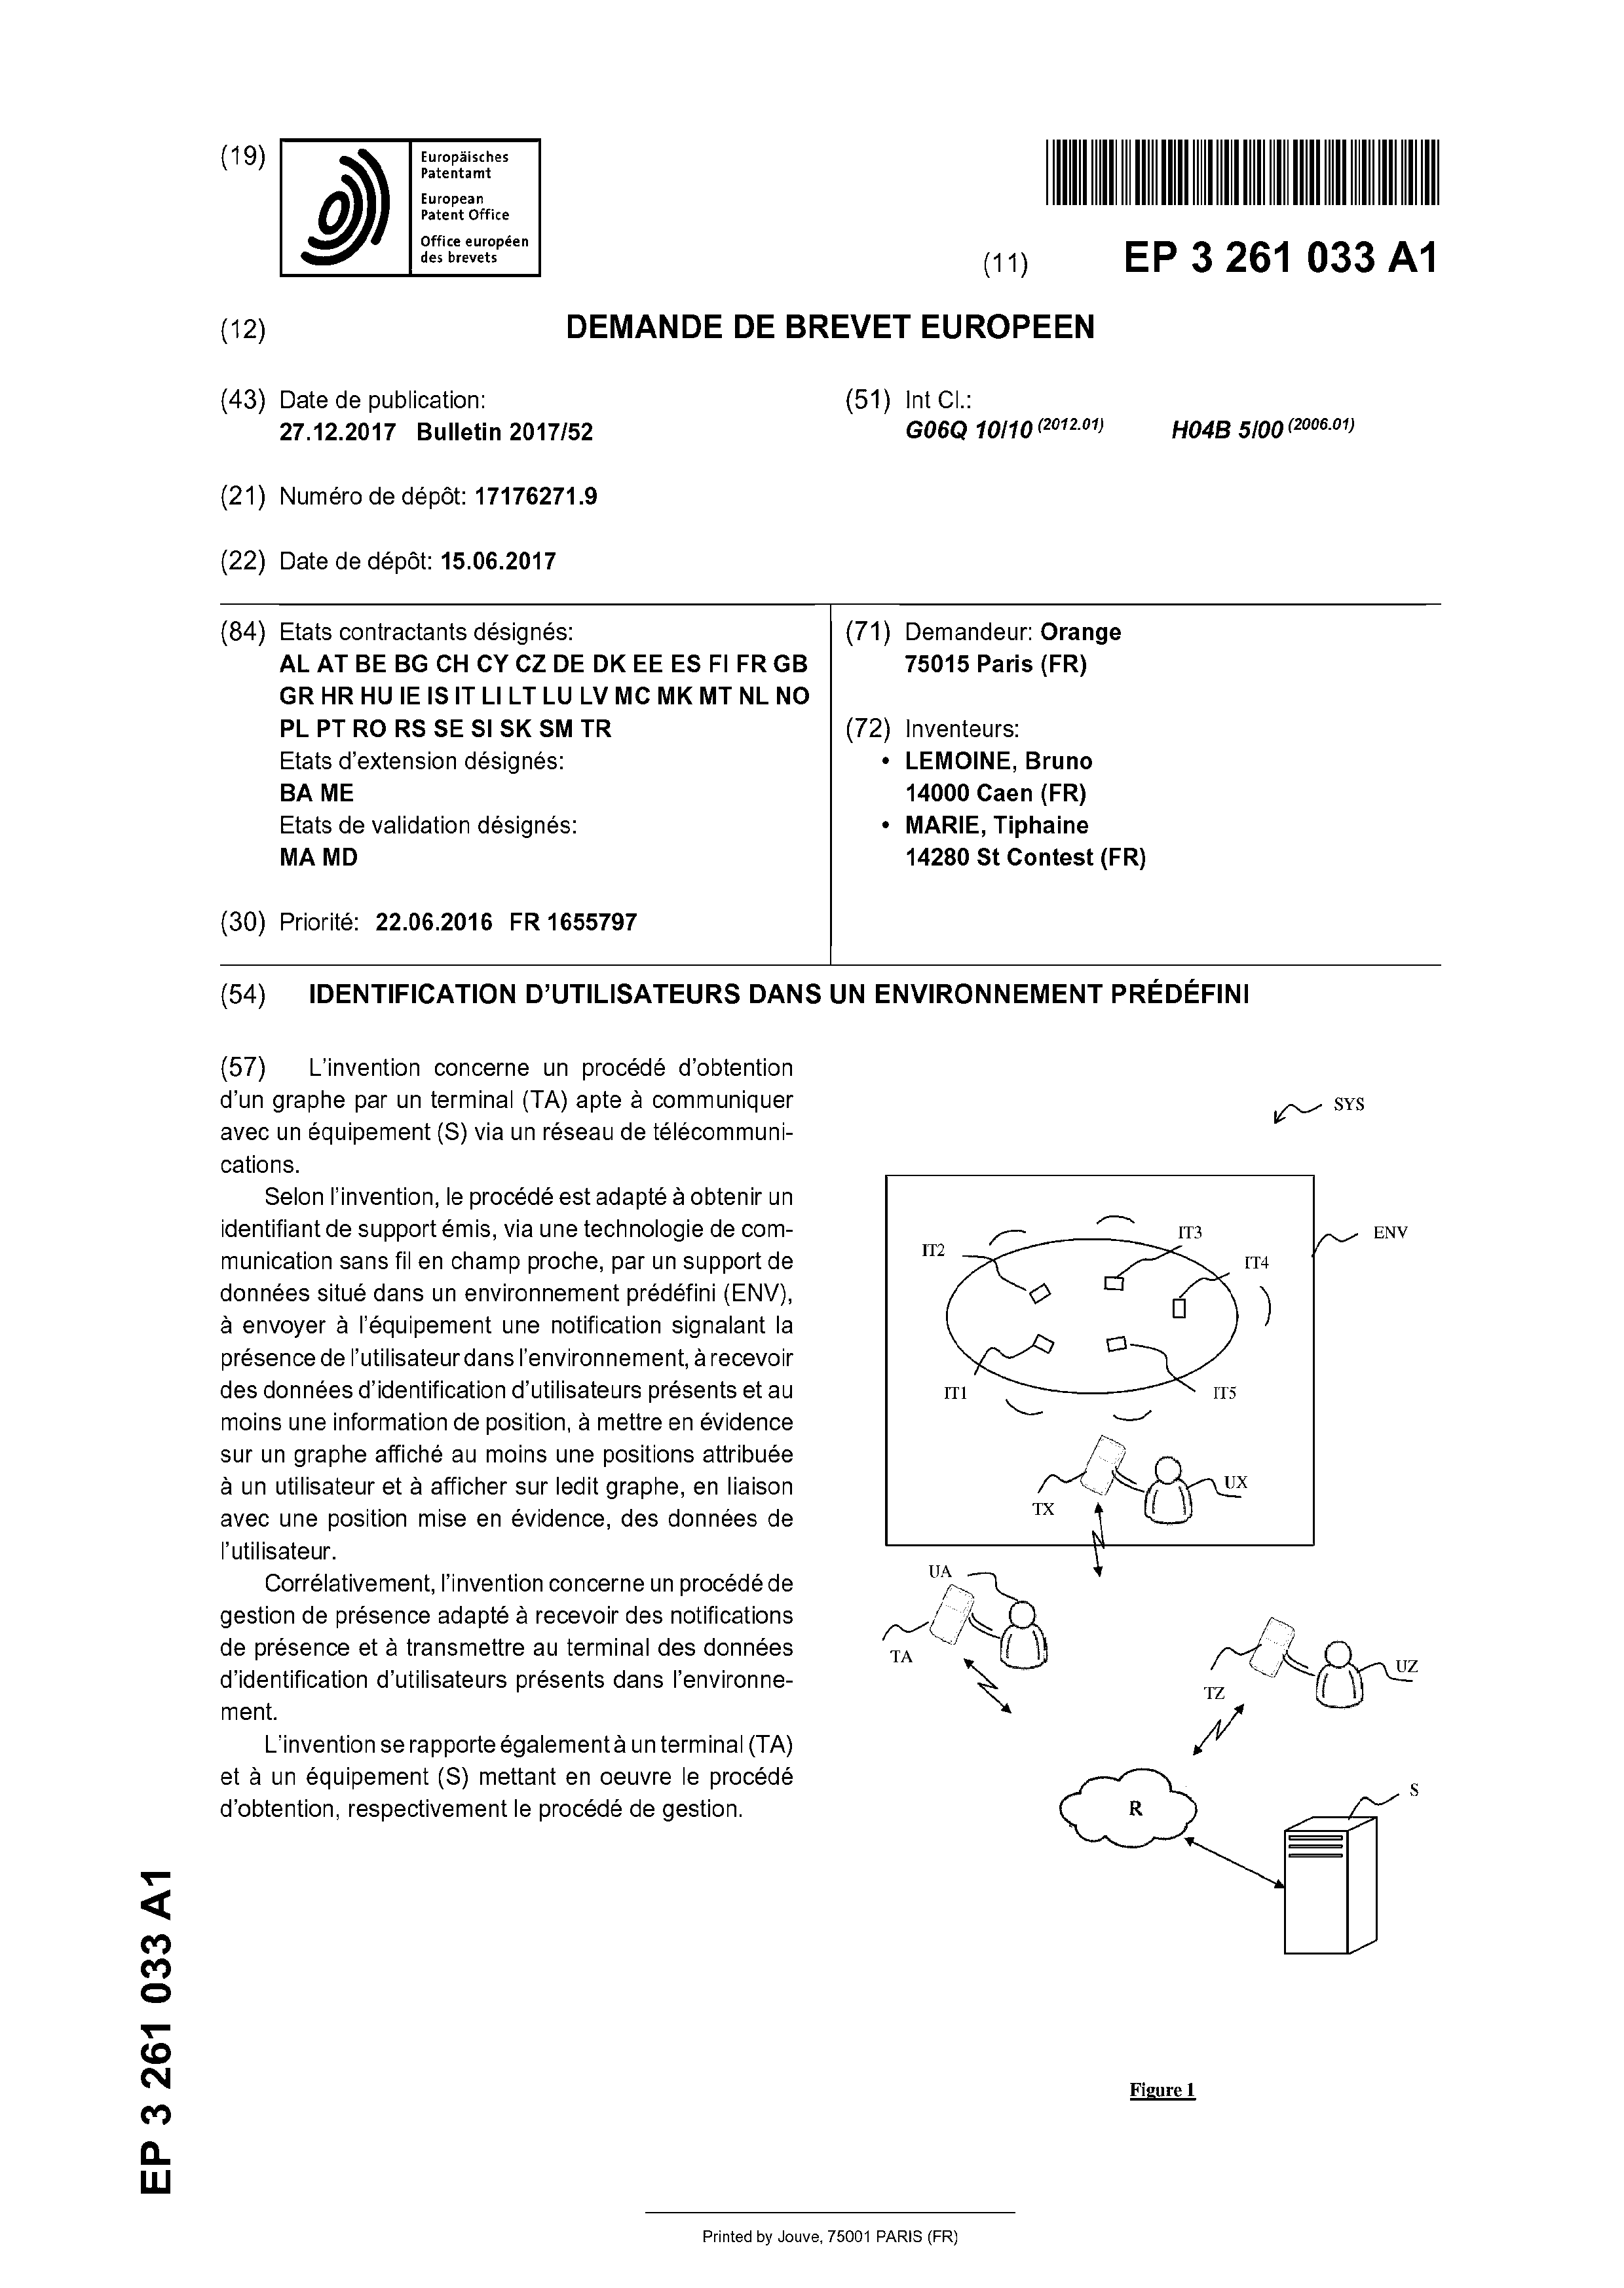 (19)
Europäisches
Patentamt
European
Patent Office
Office européen
des brevets
(11) EP 3 261 033 A1
(12) DEMANDE DE BREVET EUROPEEN
(43) Date de publication:
27.12.2017 Bulletin 2017/52
(51) Int Cl.:
G06Q 10/10 (2012.01) H04B 5/00 (2006.01)
(21) Numéro de dépôt: 17176271.9
(22) Date de dépôt: 15.06.2017
(84) Etats contractants désignés:
AL AT BE BG CH CY CZ DE DK EE ES FI FR GB
GR HR HU IE IS IT LI LT LU LV MC MK MT NL NO
PL PT RO RS SE SI SK SM TR
Etats d'extension désignés:
BA ME
Etats de validation désignés:
MA MD
(30) Priorité: 22.06.2016 FR 1655797
(71) Demandeur: Orange
75015 Paris (FR)
(72) Inventeurs:
• LEMOINE, Bruno
14000 Caen (FR)
• MARIE, Tiphaine
14280 St Contest (FR)
(54) IDENTIFICATION D'UTILISATEURS DANS UN ENVIRONNEMENT PRÉDÉFINI
(57) L'invention concerne un procédé d'obtention
d'un graphe par un terminal (TA) apte à communiquer
avec un équipement (S) via un réseau de télécommuni-
cations.
Selon l'invention, le procédé est adapté à obtenir un
identifiant de support émis, via une technologie de com-
munication sans fil en champ proche, par un support de
données situé dans un environnement prédéfini (ENV),
à envoyer à l'équipement une notification signalant la
présence de l'utilisateur dans l'environnement, à recevoir
des données d'identification d'utilisateurs présents et au
moins une information de position, à mettre en évidence
sur un graphe affiché au moins une positions attribuée
à un utilisateur et à afficher sur ledit graphe, en liaison
avec une position mise en évidence, des données de
l'utilisateur.
Corrélativement, l'invention concerne un procédé de
gestion de présence adapté à recevoir des notifications
de présence et à transmettre au terminal des données
d'identification d'utilisateurs présents dans l'environne-
ment.
L'invention se rapporte également à un terminal (TA)
et à un équipement (S) mettant en oeuvre le procédé
d'obtention, respectivement le procédé de gestion.
SYS
ENV
IT2
IT3
IT4
IT1
IT5
TX
UX
UA
TA
TZ
UZ
R
S
Figure 1
EP 3 261 033 A1
Printed by Jouve, 75001 PARIS (FR)